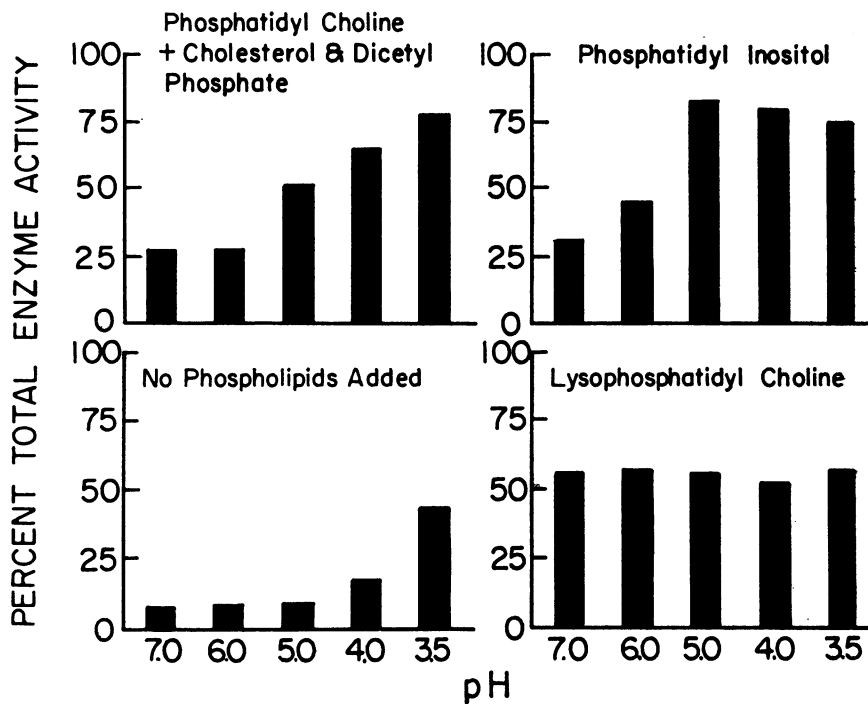 PERCENT TOTAL ENZYME ACTIVITY
Phosphatidyl Choline
+ Cholesterol & Dicetyl
Phosphate
100
75
50
25
0
Phosphatidyl Inositol
100
75
50
25
0
No Phospholipids Added
100
75
50
25
0
7.0 6.0 5.0 4.0 3.5
Lysophosphatidyl Choline
100
75
50
25
0
7.0 6.0 5.0 4.0 3.5
pH